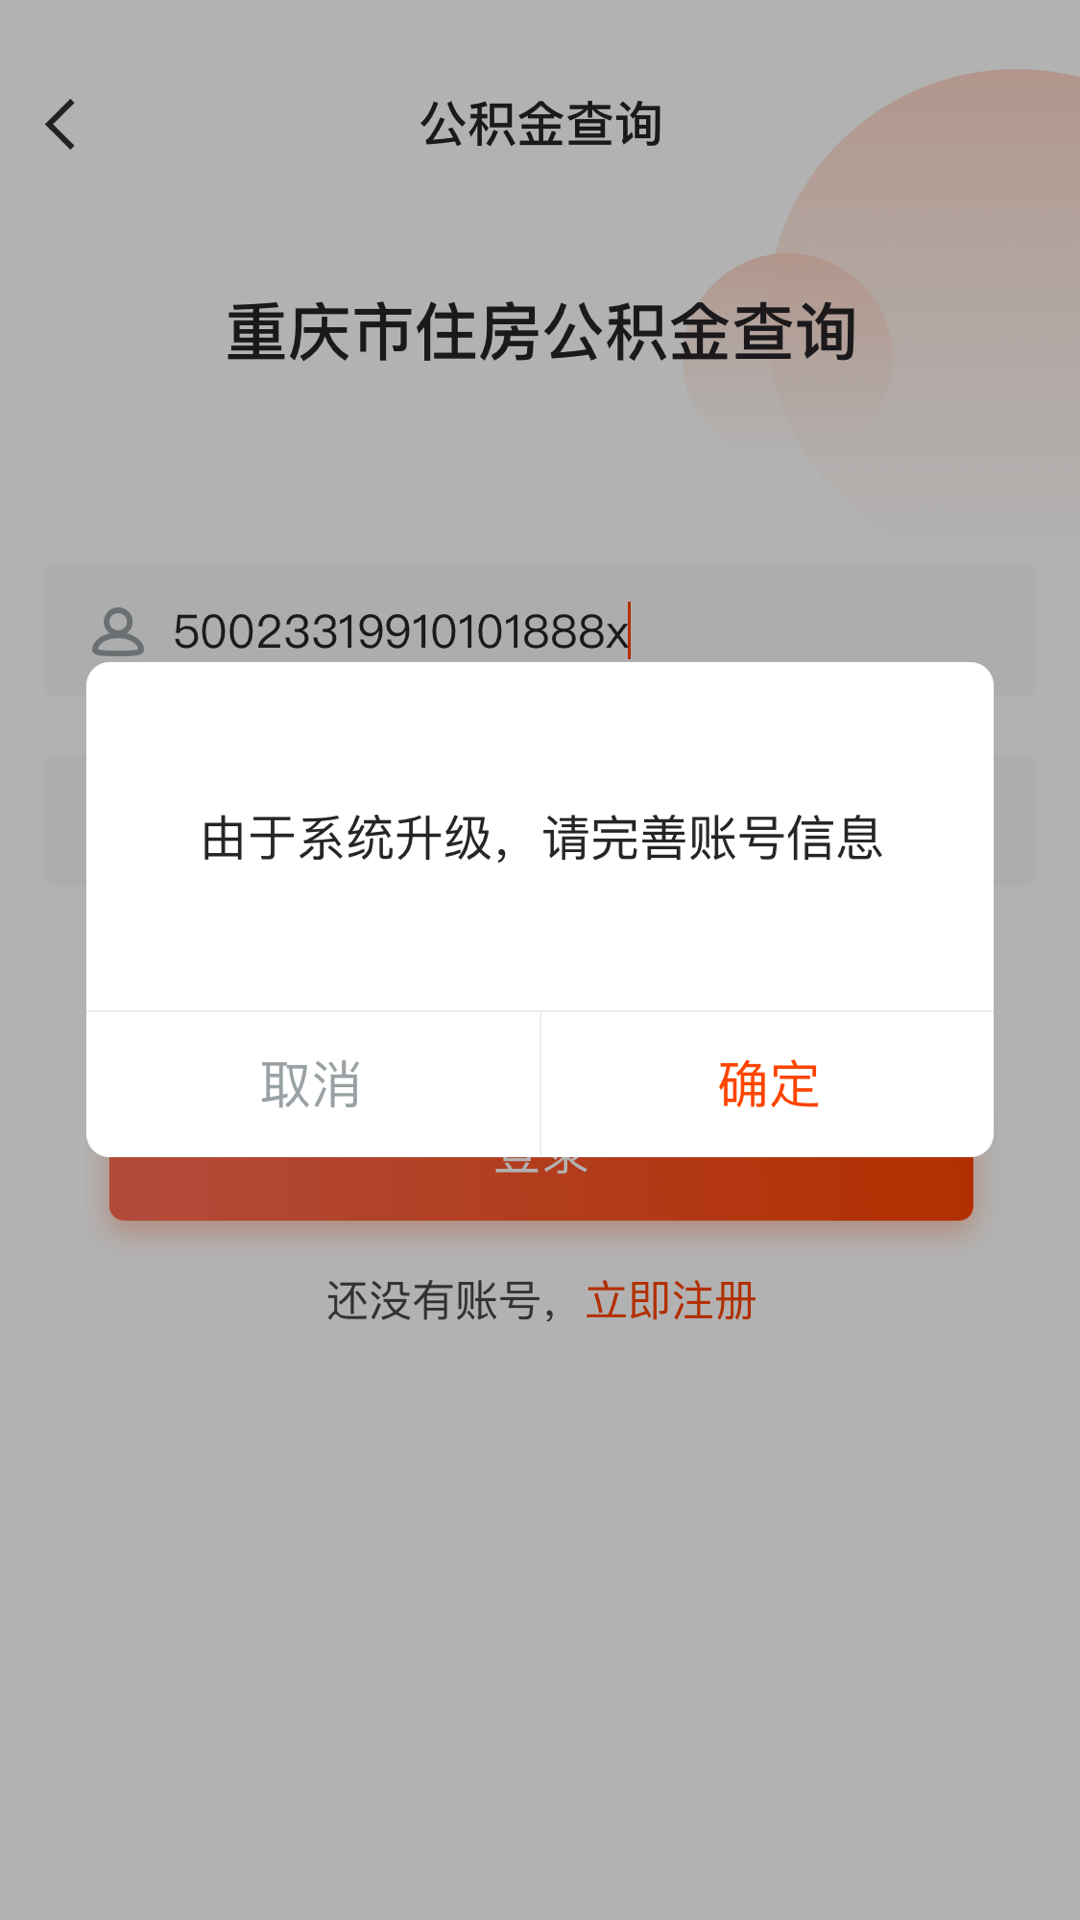 公积金查询
重庆市住房公积金查询
50023319910101888x
由于系统升级，请完善账号信息
取消 确定
登录
还没有账号，立即注册